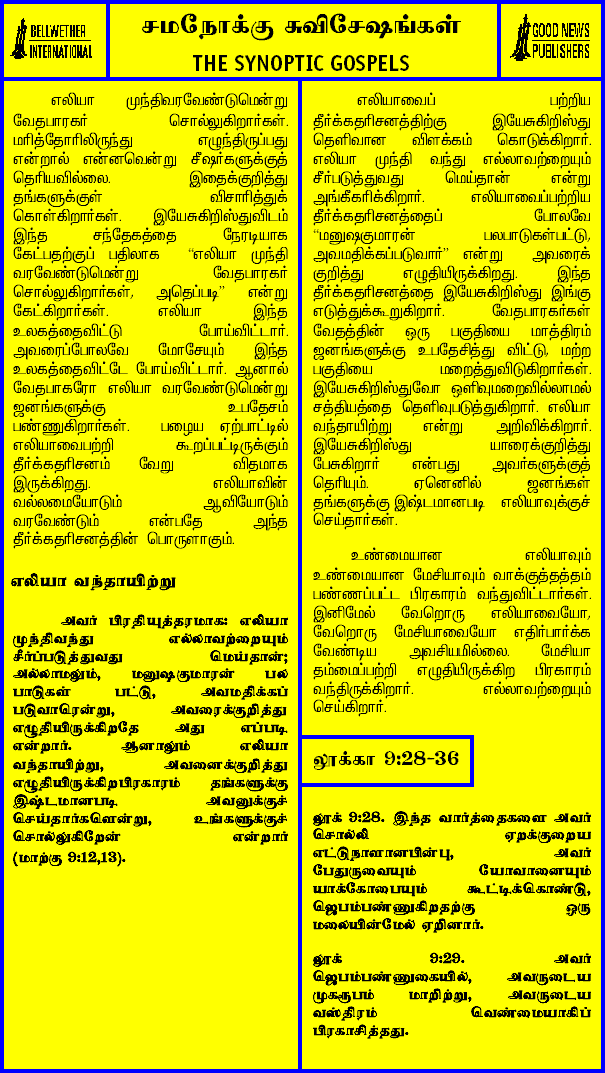 BELLWETHER
INTERNATIONAL
சமநோக்கு சுவிசேஷங்கள்
THE SYNOPTIC GOSPELS
GOOD NEWS
PUBLISHERS
எலியா முந்திவரவேண்டுமென்று
வேதபாரகர் சொல்லுகிறார்கள்.
மரித்தோரிலிருந்து எழுந்திருப்பது
என்றால் என்னவென்று சீஷர்களுக்குத்
தெரியவில்லை. இதைக்குறித்து
தங்களுக்குள் விசாரித்துக்
கொள்கிறார்கள். இயேசுகிறிஸ்துவிடம்
இந்த சந்தேகத்தை நேரடியாக
கேட்பதற்குப் பதிலாக “எலியா முந்தி
வரவேண்டுமென்று வேதபாரகர்
சொல்லுகிறார்கள், அதெப்படி” என்று
கேட்கிறார்கள். எலியா இந்த
உலகத்தைவிட்டு போய்விட்டார்.
அவரைப்போலவே மோசேயும் இந்த
உலகத்தைவிட்டே போய்விட்டார். ஆனால்
வேதபாகரோ எலியா வரவேண்டுமென்று
ஜனங்களுக்கு உபதேசம்
பண்ணுகிறார்கள். பழைய ஏற்பாட்டில்
எலியாவைபற்றி கூறப்பட்டிருக்கும்
தீர்க்கதரிசனம் வேறு விதமாக
இருக்கிறது. எலியாவின்
வல்லமையோடும் ஆவியோடும்
வரவேண்டும் என்பதே அந்த
தீர்க்கதரிசனத்தின் பொருளாகும்.
எலியா வந்தாயிற்று
அவர் பிரதியுத்தரமாக: எலியா
முந்திவந்து எல்லாவற்றையும்
சீர்ப்படுத்துவது மெய்தான்;
அல்லாமலும், மனுஷகுமாரன் பல
பாடுகள் பட்டு, அவமதிக்கப்
படுவாரென்று, அவரைக்குறித்து
எழுதியிருக்கிறதே அது எப்படி
என்றார். ஆனாலும் எலியா
வந்தாயிற்று, அவனைக்குறித்து
எழுதியிருக்கிறபிரகாரம் தங்களுக்கு
இஷ்டமானபடி அவனுக்குச்
செய்தார்களென்று, உங்களுக்குச்
சொல்லுகிறேன் என்றார்
(மாற்கு 9:12,13).
எலியாவைப் பற்றிய
தீர்க்கதரிசனத்திற்கு இயேசுகிறிஸ்து
தெளிவான விளக்கம் கொடுக்கிறார்.
எலியா முந்தி வந்து எல்லாவற்றையும்
சீர்படுத்துவது மெய்தான் என்று
அங்கீகரிக்கிறார். எலியாவைப்பற்றிய
தீர்க்கதரிசனத்தைப் போலவே
“மனுஷகுமாரன் பலபாடுகள்பட்டு,
அவமதிக்கப்படுவார்” என்று அவரைக்
குறித்து எழுதியிருக்கிறது. இந்த
தீர்க்கதரிசனத்தை இயேசுகிறிஸ்து இங்கு
எடுத்துக்கூறுகிறார். வேதபாரகர்கள்
வேதத்தின் ஒரு பகுதியை மாத்திரம்
ஜனங்களுக்கு உபதேசித்து விட்டு, மற்ற
பகுதியை மறைத்துவிடுகிறார்கள்.
இயேசுகிறிஸ்துவோ ஒளிவுமறைவில்லாமல்
சத்தியத்தை தெளிவுபடுத்துகிறார். எலியா
வந்தாயிற்று என்று அறிவிக்கிறார்.
இயேசுகிறிஸ்து யாரைக்குறித்து
பேசுகிறார் என்பது அவர்களுக்குத்
தெரியும். ஏனெனில் ஜனங்கள்
தங்களுக்கு இஷ்டமானபடி எலியாவுக்குச்
செய்தார்கள்.
உண்மையான எலியாவும்
உண்மையான மேசியாவும் வாக்குத்தத்தம்
பண்ணப்பட்ட பிரகாரம் வந்துவிட்டார்கள்.
இனிமேல் வேறொரு எலியாவையோ,
வேறொரு மேசியாவையோ எதிர்பார்க்க
வேண்டிய அவசியமில்லை. மேசியா
தம்மைப்பற்றி எழுதியிருக்கிற பிரகாரம்
வந்திருக்கிறார். எல்லாவற்றையும்
செய்கிறார்.
லூக்கா 9:28-36
லூக் 9:28. இந்த வார்த்தைகளை அவர்
சொல்லி ஏறக்குறைய
எட்டுநாளானபின்பு, அவர்
பேதுருவையும் யோவானையும்
யாக்கோபையும் கூட்டிக்கொண்டு,
ஜெபம்பண்ணுகிறதற்கு ஒரு
மலையின்மேல் ஏறினார்.
லூக் 9:29. அவர்
ஜெபம்பண்ணுகையில், அவருடைய
முகரூபம் மாறிற்று, அவருடைய
வஸ்திரம் வெண்மையாகிப்
பிரகாசித்தது.